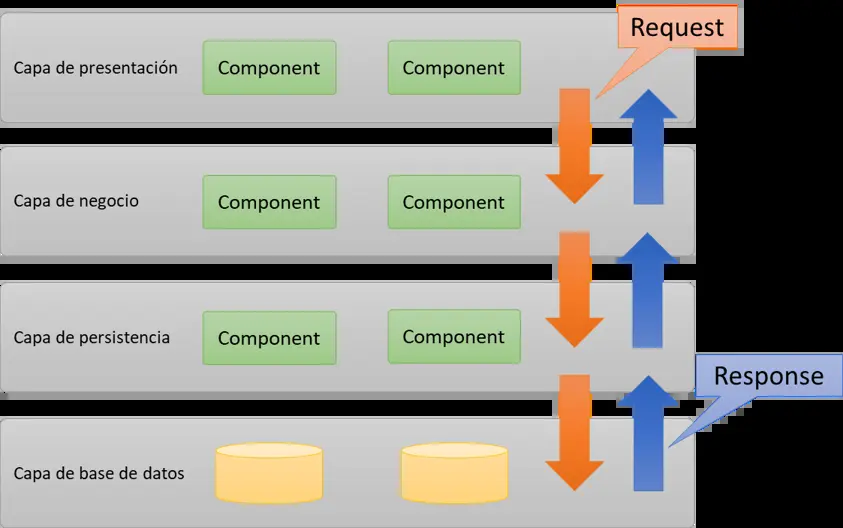 Request
Capa de presentación
Component
Component
Capa de negocio
Component
Component
Capa de persistencia
Component
Component
Response
Capa de base de datos